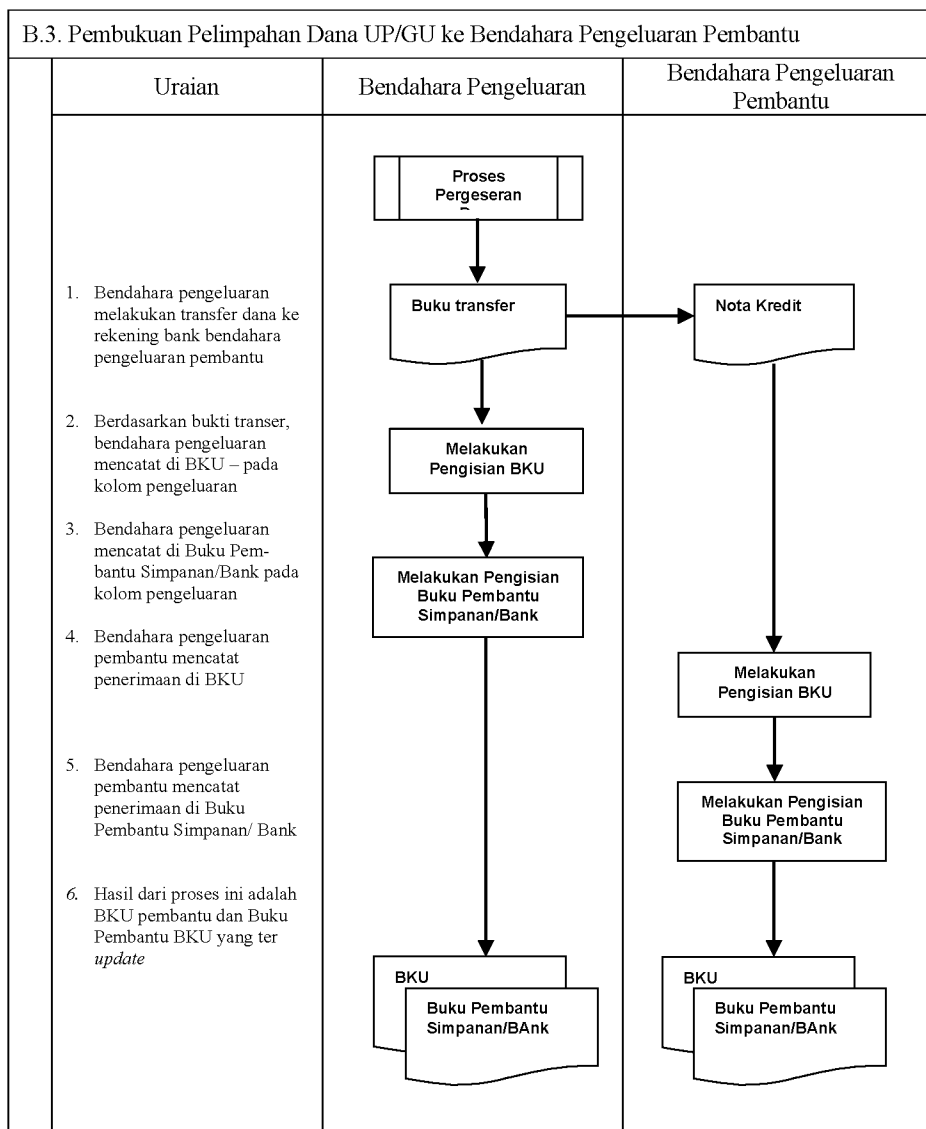 B.3. Pembukuan Pelimpahan Dana UP/GU ke Bendahara Pengeluaran Pembantu
Uraian
Bendahara Pengeluaran
Bendahara Pengeluaran
Pembantu
1. Bendahara pengeluaran
melakukan transfer dana ke
rekening bank bendahara
pengeluaran pembantu
2. Berdasarkan bukti transer,
bendahara pengeluaran
mencatat di BKU – pada
kolom pengeluaran
3. Bendahara pengeluaran
mencatat di Buku Pem-
bantu Simpanan/Bank pada
kolom pengeluaran
4. Bendahara pengeluaran
pembantu mencatat
penerimaan di BKU
5. Bendahara pengeluaran
pembantu mencatat
penerimaan di Buku
Pembantu Simpanan/ Bank
6. Hasil dari proses ini adalah
BKU pembantu dan Buku
Pembantu BKU yang ter
update
Proses
Pergeseran
Buku transfer
Melakukan
Pengisian BKU
Melakukan Pengisian
Buku Pembantu
Simpanan/Bank
BKU
Buku Pembantu
Simpanan/BAnk
Nota Kredit
Melakukan
Pengisian BKU
Melakukan Pengisian
Buku Pembantu
Simpanan/Bank
BKU
Buku Pembantu
Simpanan/BAnk